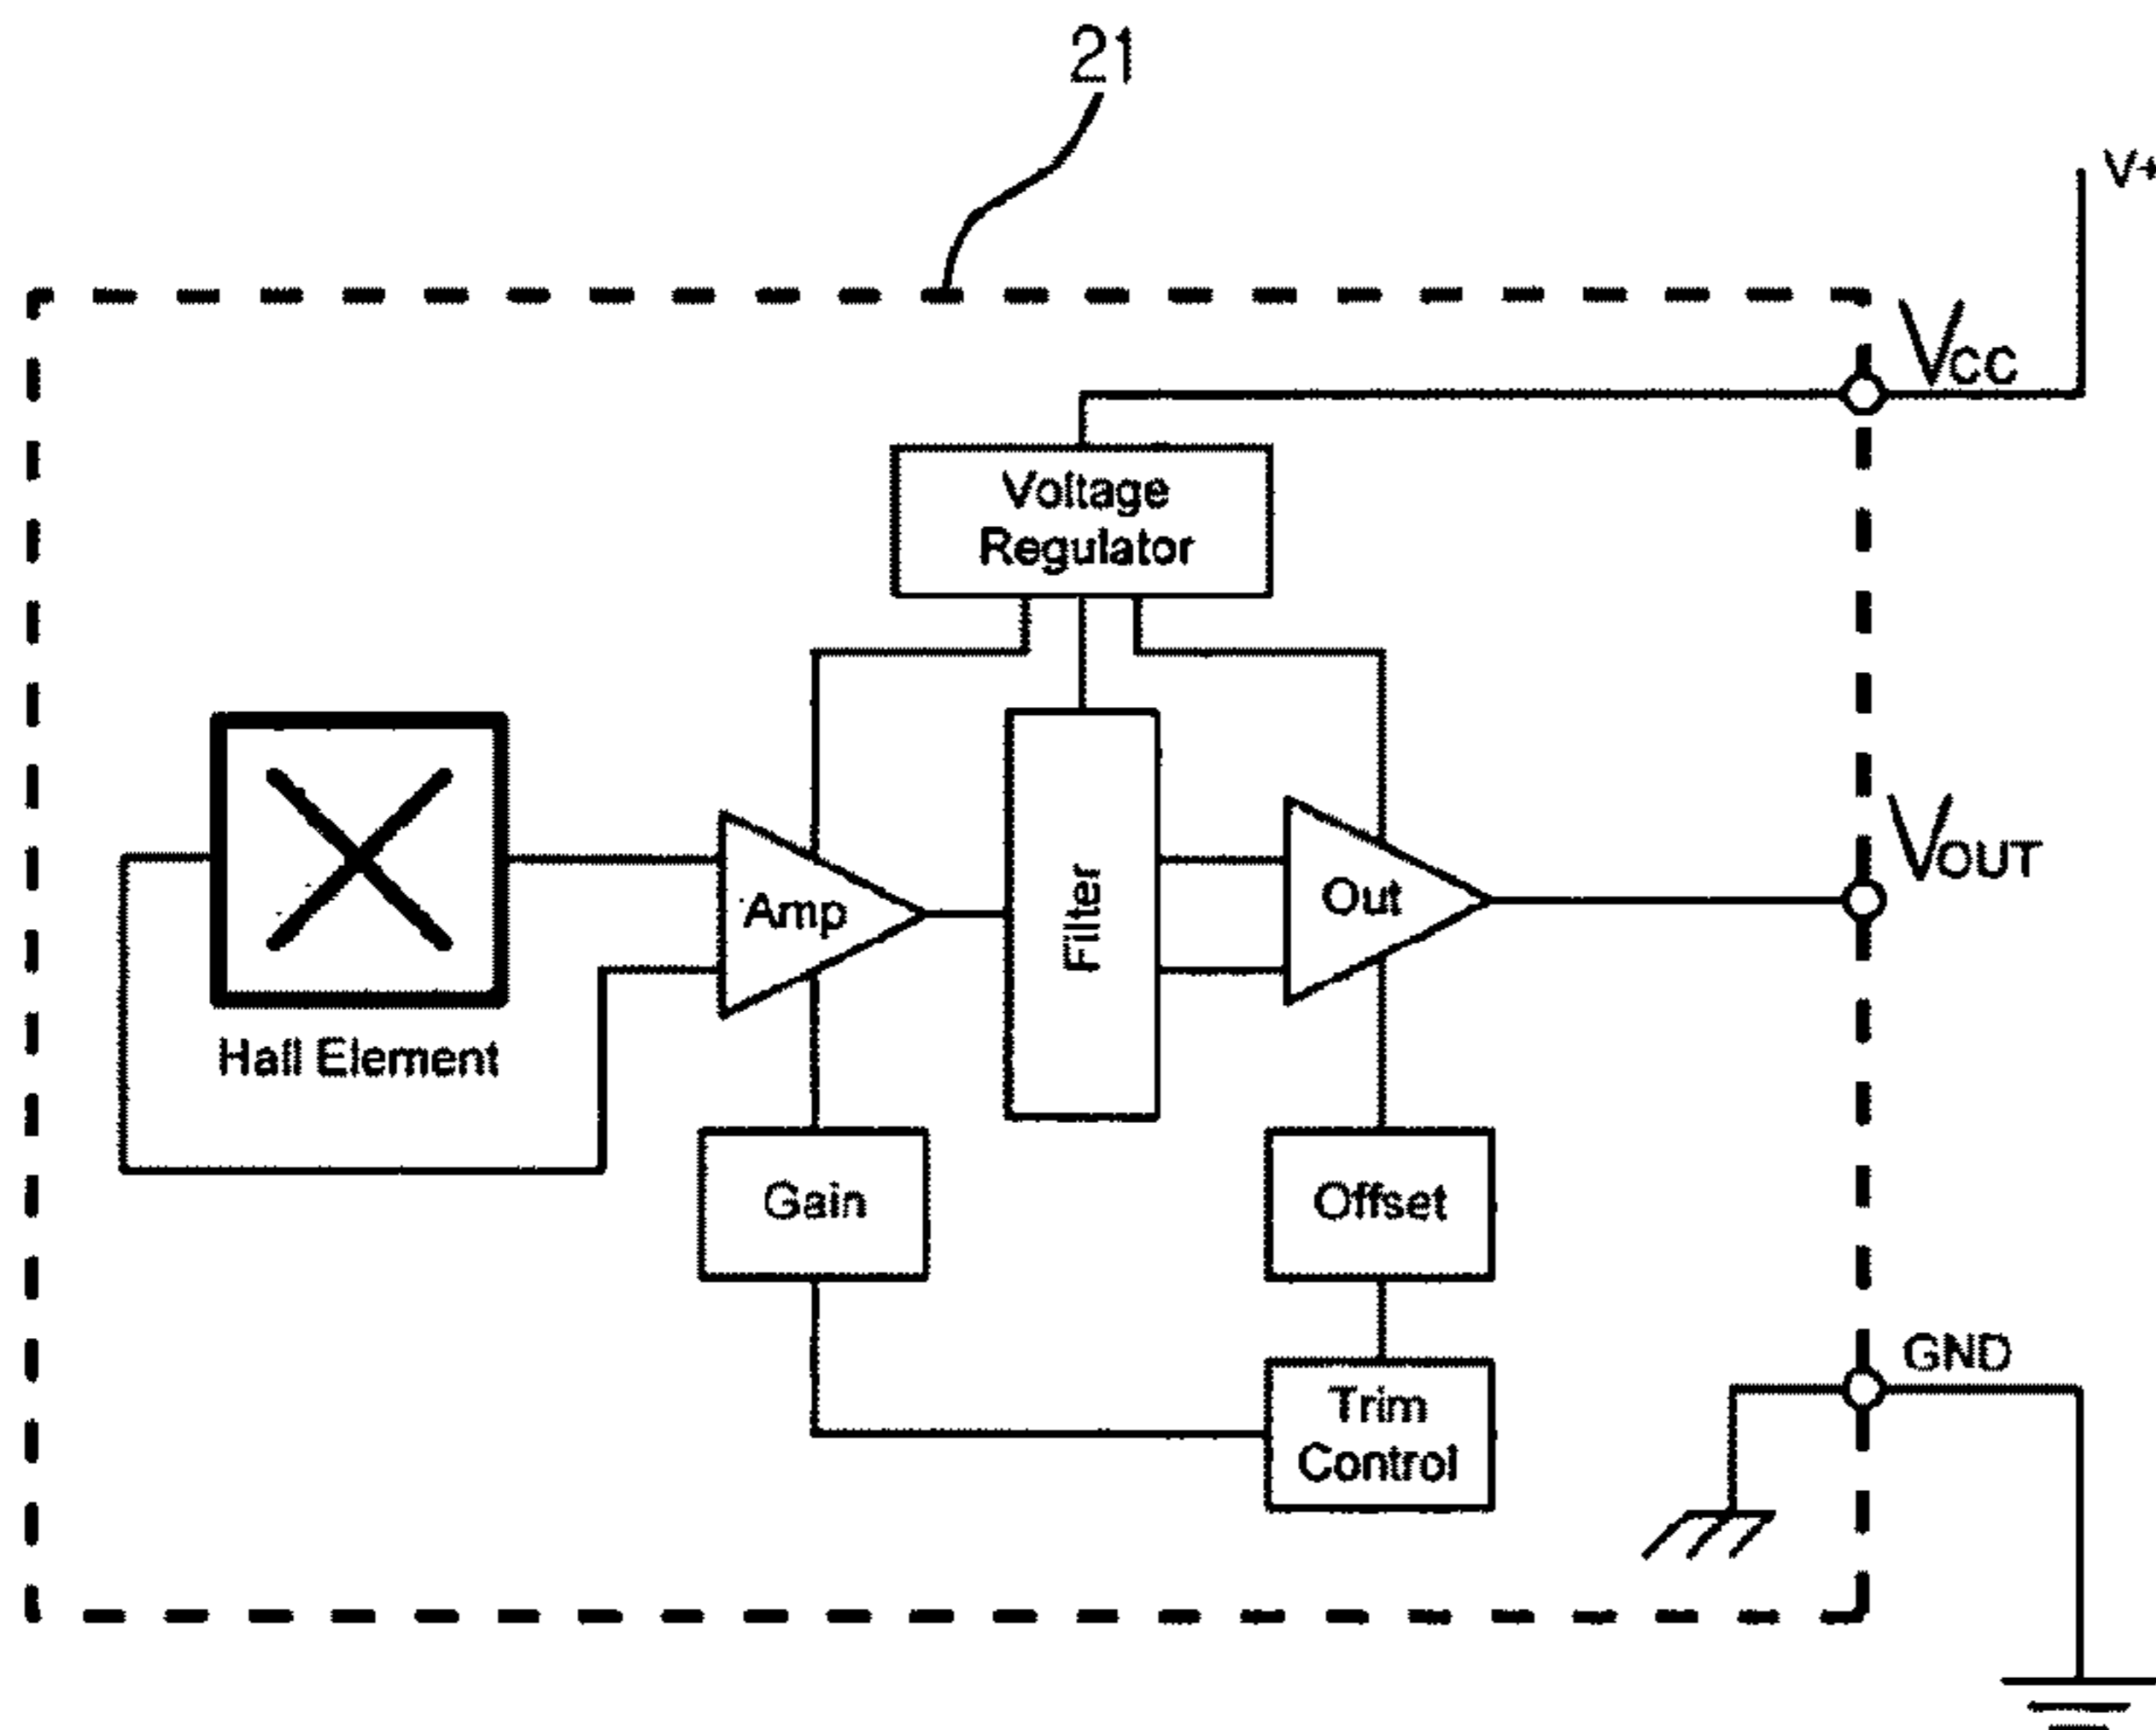 21
V+
VCC
Voltage
Regulator
VOUT
Amp
Filter
Out
Hall Element
Gain
Offset
GND
Trim
Control